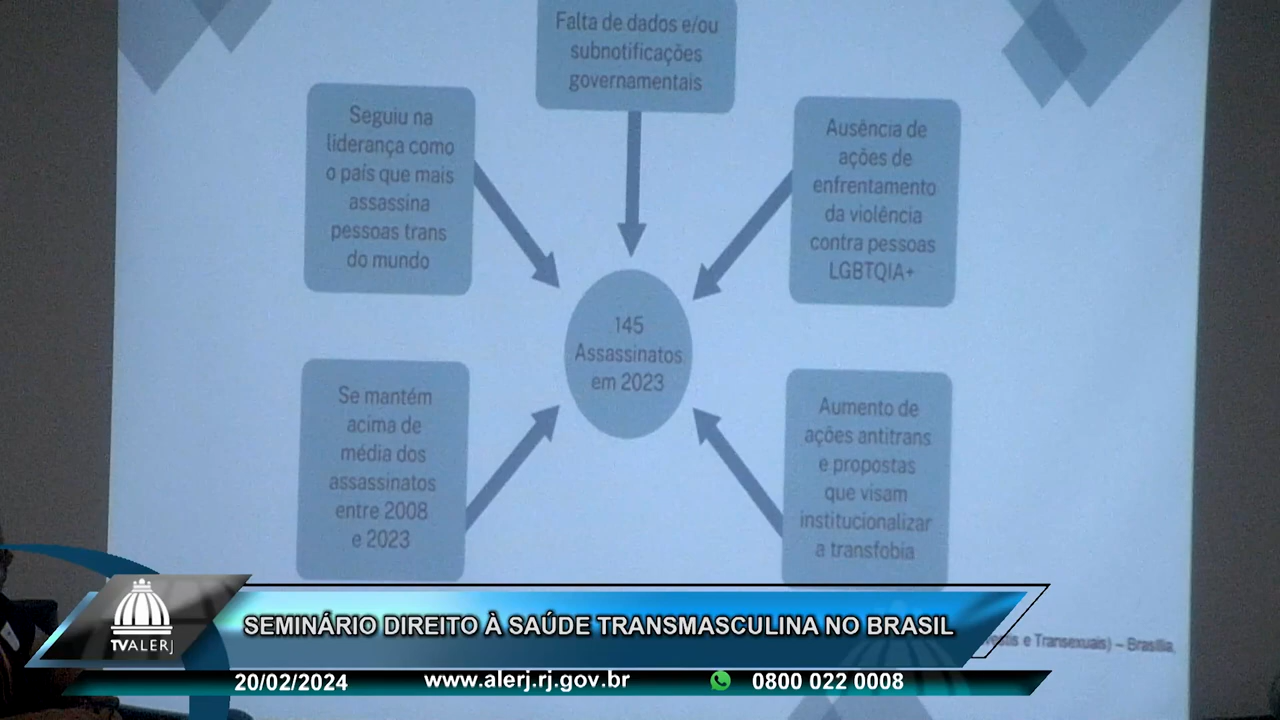 Falta de dados e/ou
subnotificações
governamentais
Seguiu na
liderança como
o país que mais
assassina
pessoas trans
do mundo
Ausência de
ações de
enfrentamento
da violência
contra pessoas
LGBTQIA+
145
Assassinatos
em 2023
Se mantém
acima de
média dos
assassinatos
entre 2008
e 2023
Aumento de
ações antitrans
e propostas
que visam
institucionalizar
a transfobia
e Transexuais) – Brasília
TVALERJ
SEMINÁRIO DIREITO À SAÚDE TRANSMASCULINA NO BRASIL
20/02/2024
www.alerj.rj.gov.br
0800 022 0008